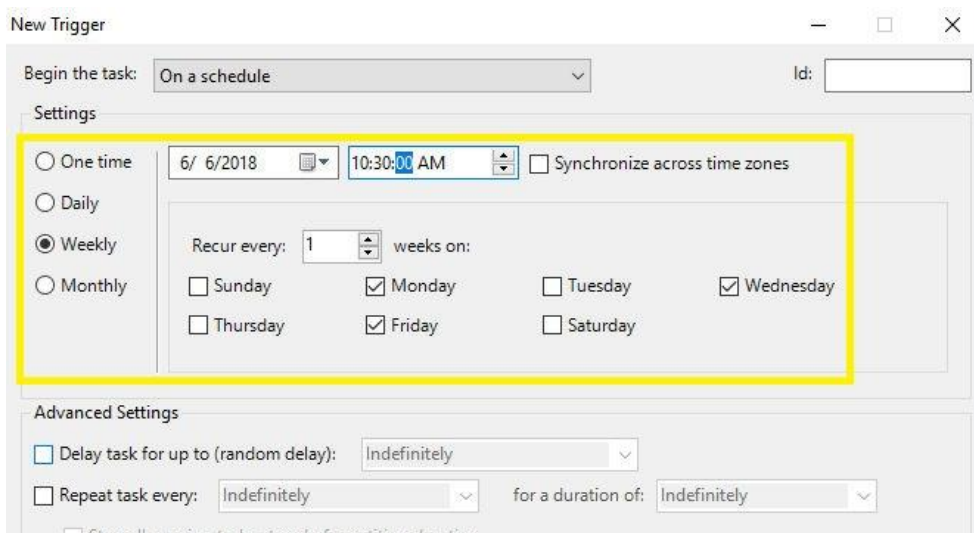 New Trigger
Begin the task: On a schedule Id:
Settings
One time 6/ 6/2018 10:30:00 AM Synchronize across time zones
Daily
Weekly Recur every: 1 weeks on:
Monthly Sunday Monday Tuesday Wednesday
Thursday Friday Saturday
Advanced Settings
Delay task for up to (random delay): Indefinitely
Repeat task every: Indefinitely for a duration of: Indefinitely